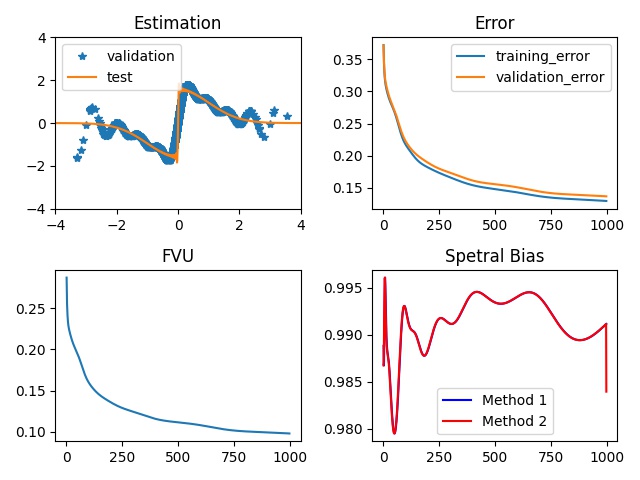 Estimation
4
2
0
−2
−4
−4 −2 0 2 4
validation
test
Error
0.35
0.30
0.25
0.20
0.15
0 250 500 750 1000
training_error
validation_error
FVU
0.25
0.20
0.15
0.10
0 250 500 750 1000
Spetral Bias
0.995
0.990
0.985
0.980
0 250 500 750 1000
Method 1
Method 2